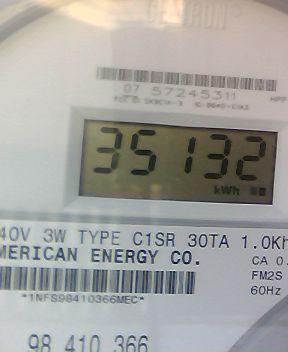 CENTRON
07 57245311
35132
kWh
40V 3W TYPE C1SR 30TA 1.0Kh
MERICAN ENERGY CO.
CA 0.
FM2S
60Hz
*1NFS98410366MEC*
98 410 366